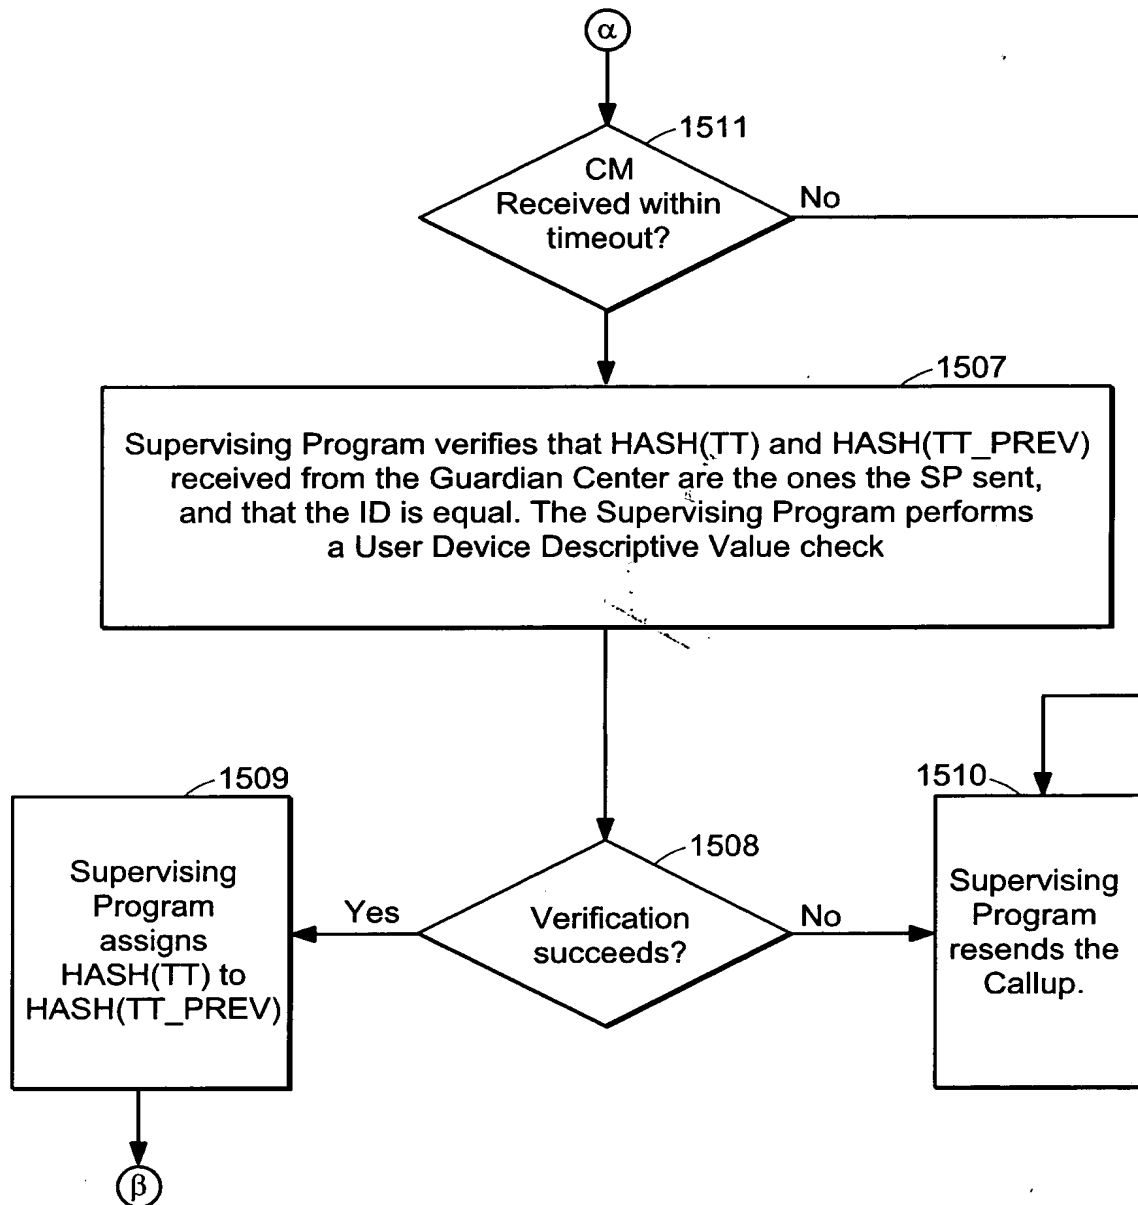 α
1511
CM
Received within
timeout?
No
1507
Supervising Program verifies that HASH(TT) and HASH(TT_PREV)
received from the Guardian Center are the ones the SP sent,
and that the ID is equal. The Supervising Program performs
a User Device Descriptive Value check
1509
Supervising
Program
assigns
HASH(TT) to
HASH(TT_PREV)
Yes
1508
Verification
succeeds?
No
1510
Supervising
Program
resends the
Callup.
β